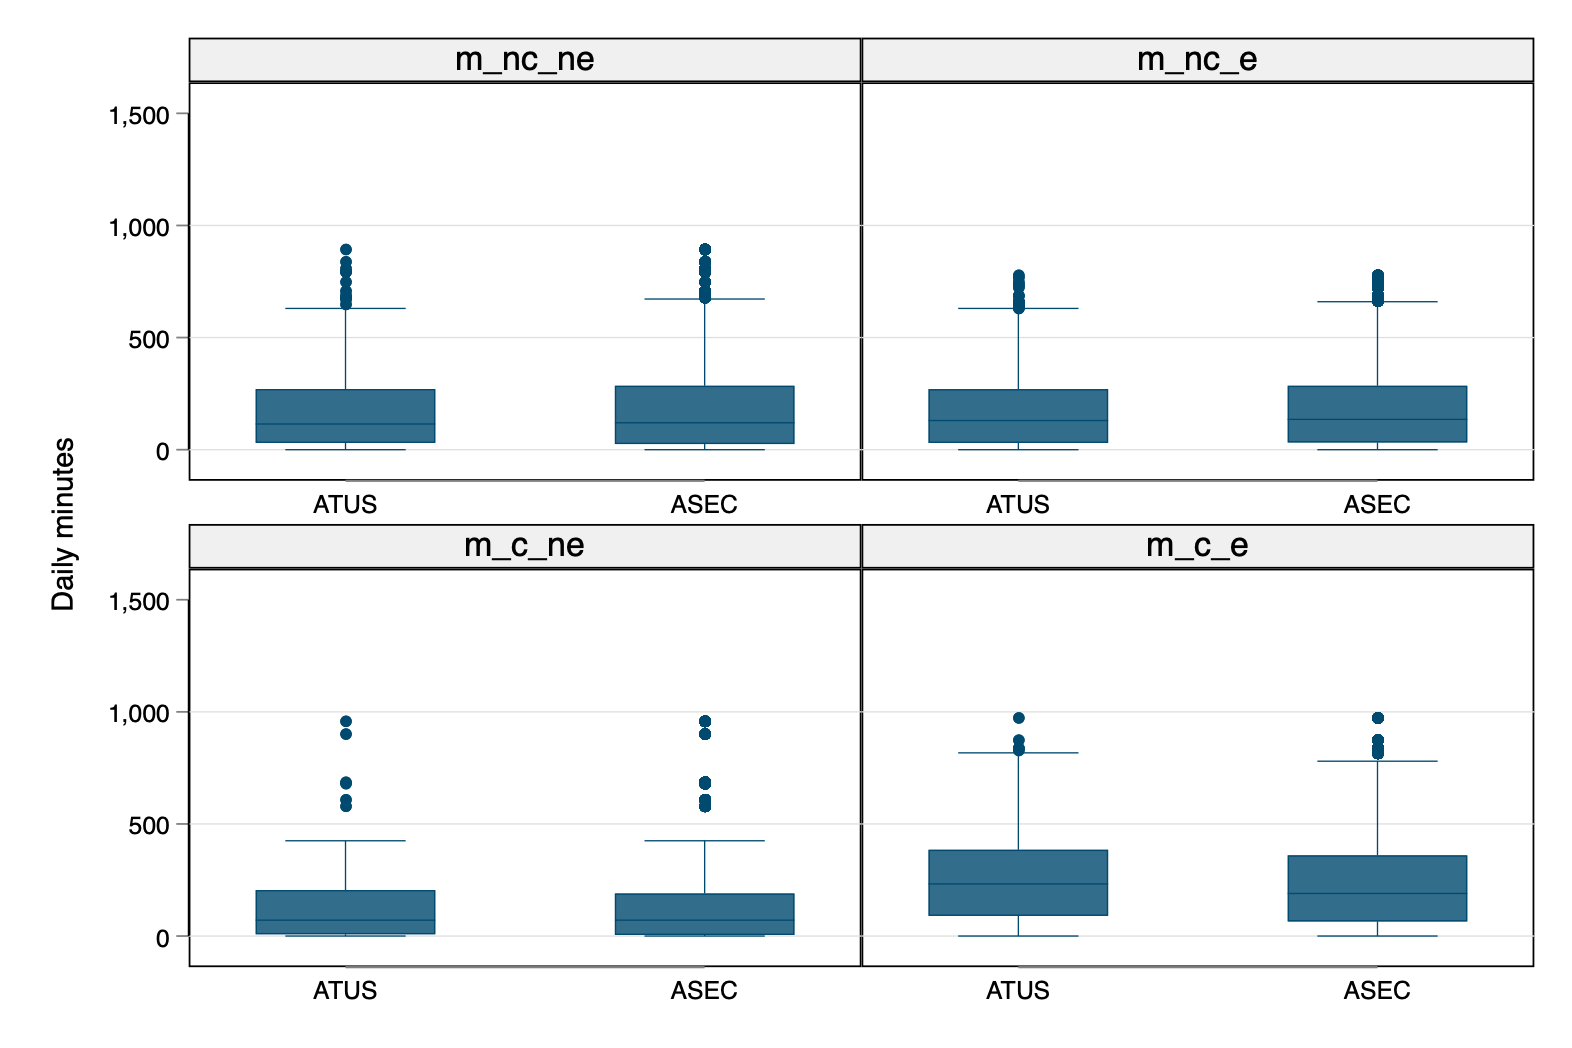 m_nc_ne
m_nc_e
1,500
1,000
500
0
ATUS
ASEC
ATUS
ASEC
Daily minutes
m_c_ne
m_c_e
1,500
1,000
500
0
ATUS
ASEC
ATUS
ASEC